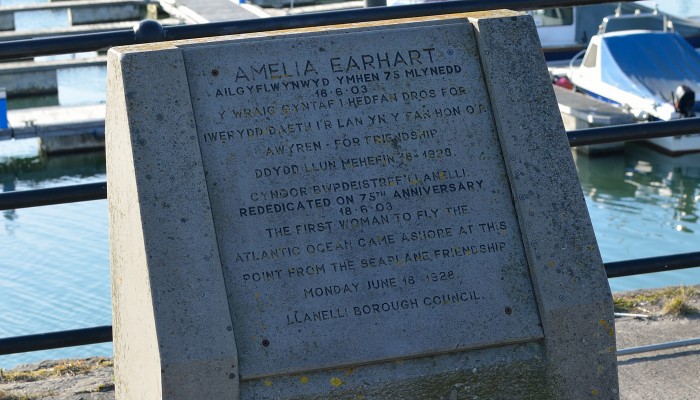 AMELIA EARHART
AILGYFLWYNWYD YMHEN 75 MLYNEDD
18·6·03
Y WRAIG GYNTAF I HEDFAN DROS FOR
IWERYDD DAETH I'R LAN YN Y FAN HON O'R
AWYREN - FOR FRIENDSHIP
DDYDD LLUN MEHEFIN 18 - 1928.
CYNGOR BWRDEISTREF LLANELLI.
REDEDICATED ON 75TH ANNIVERSARY
18·6·03
THE FIRST WOMAN TO FLY THE
ATLANTIC OCEAN CAME ASHORE AT THIS
POINT FROM THE SEAPLANE FRIENDSHIP
MONDAY JUNE 18 - 1928.
LLANELLI BOROUGH COUNCIL.